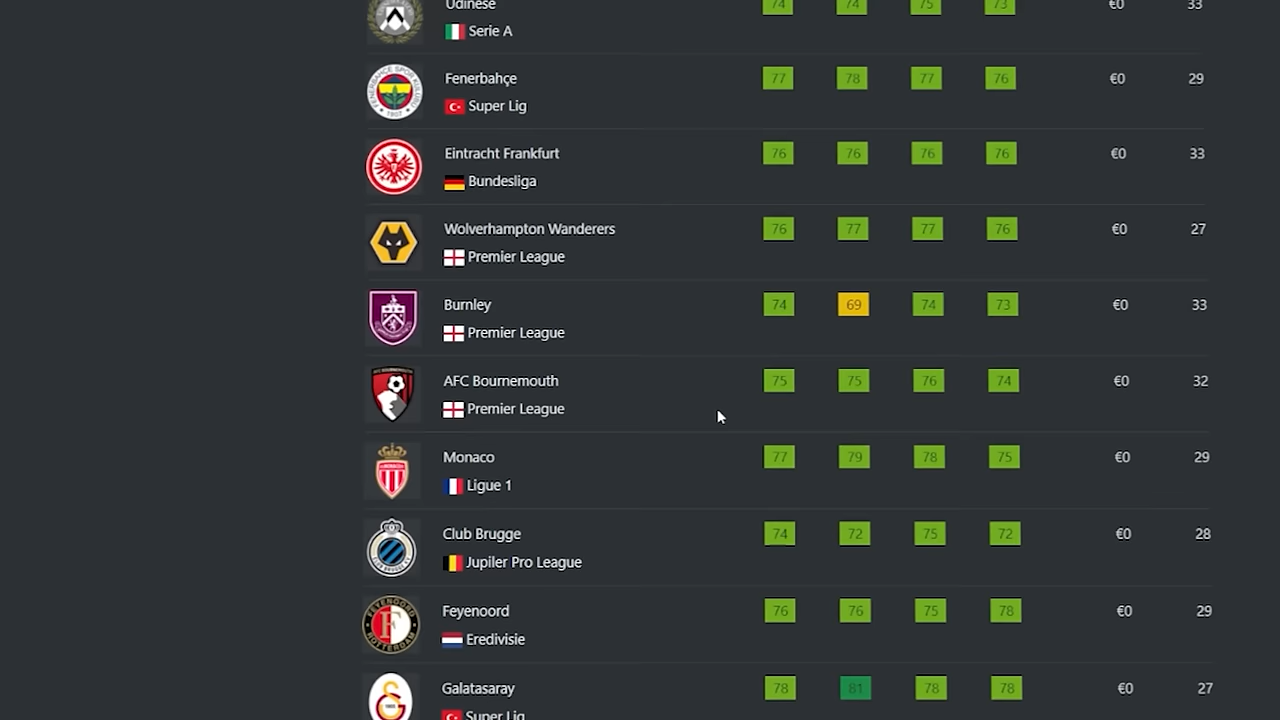 Udinese 74 74 75 73 €0 33
Serie A
Fenerbahçe 77 78 77 76 €0 29
Super Lig
Eintracht Frankfurt 76 76 76 76 €0 33
Bundesliga
Wolverhampton Wanderers 76 77 77 76 €0 27
Premier League
Burnley 74 69 74 73 €0 33
Premier League
AFC Bournemouth 75 75 76 74 €0 32
Premier League
Monaco 77 79 78 75 €0 29
Ligue 1
Club Brugge 74 72 75 72 €0 28
Jupiler Pro League
Feyenoord 76 76 75 78 €0 29
Eredivisie
Galatasaray 78 81 78 78 €0 27
Super Lig